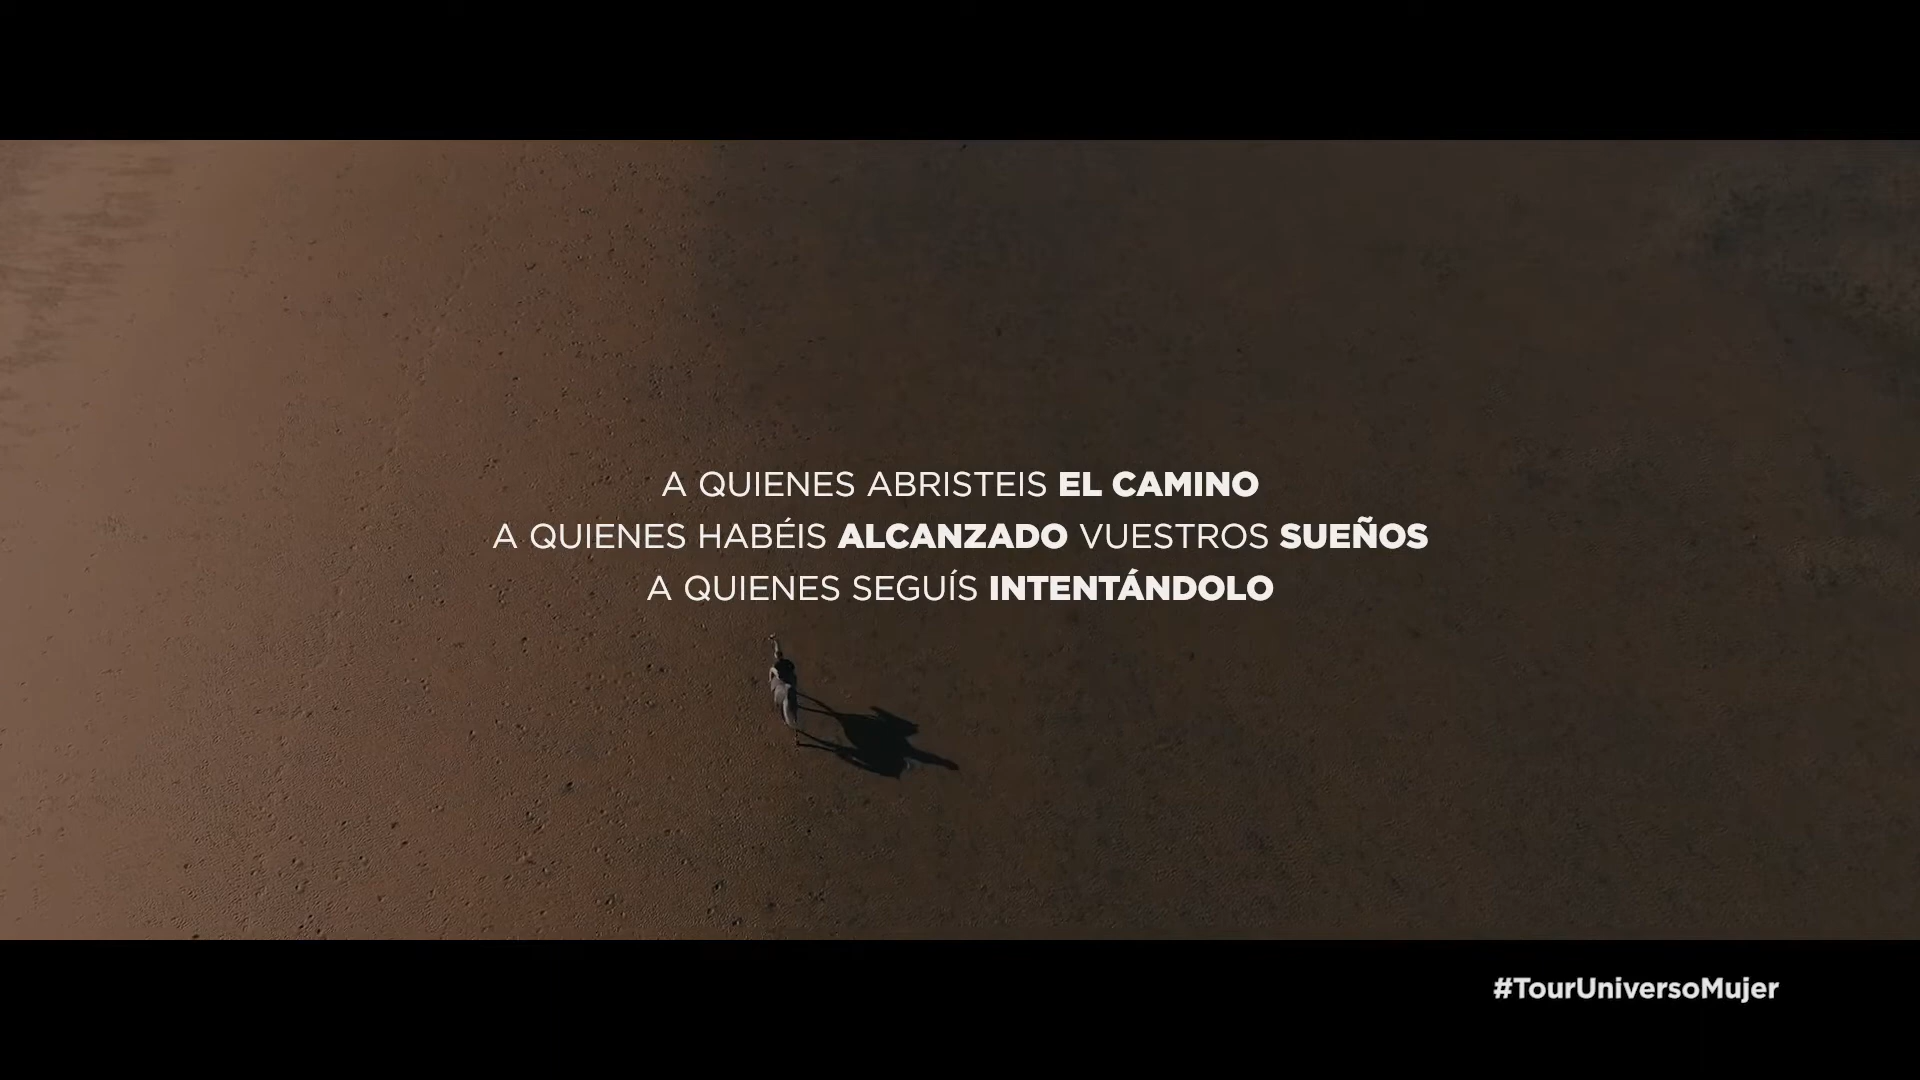 A QUIENES ABRISTEIS EL CAMINO
A QUIENES HABÉIS ALCANZADO VUESTROS SUEÑOS
A QUIENES SEGUÍS INTENTÁNDOLO
#TourUniversoMujer